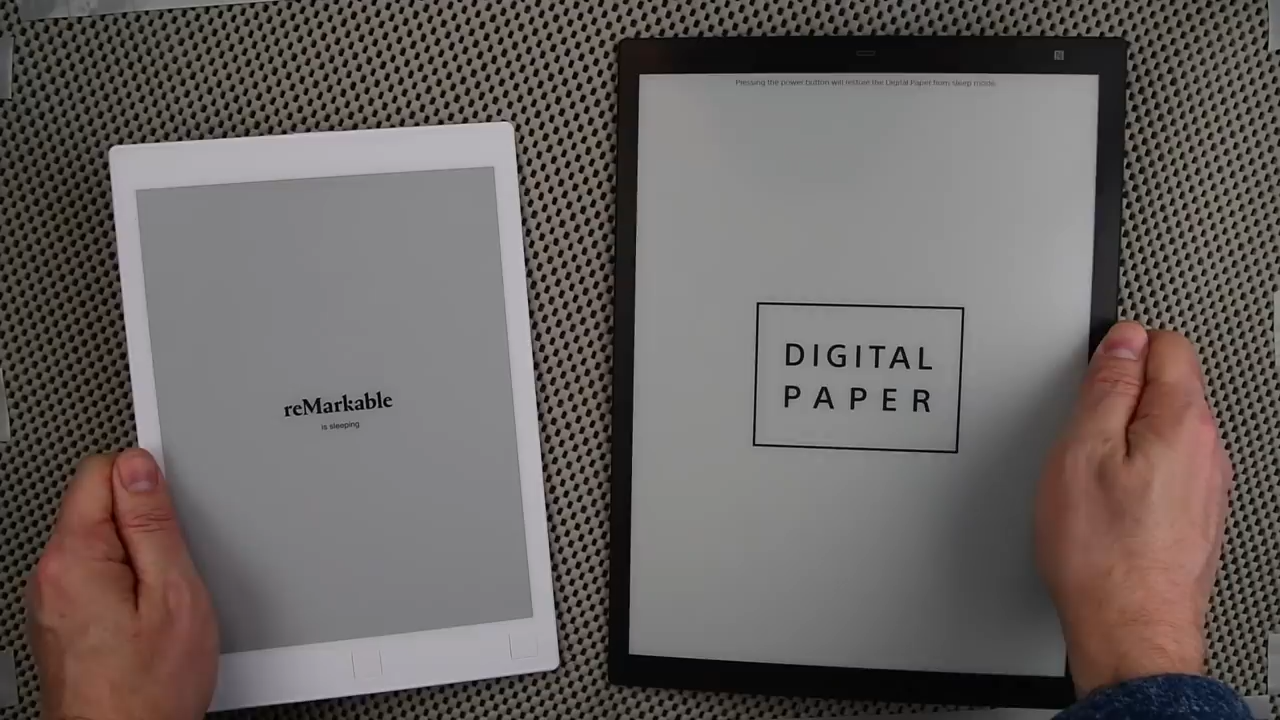 reMarkable
is sleeping
Pressing the power button will restore the Digital Paper from sleep mode.
DIGITAL
PAPER